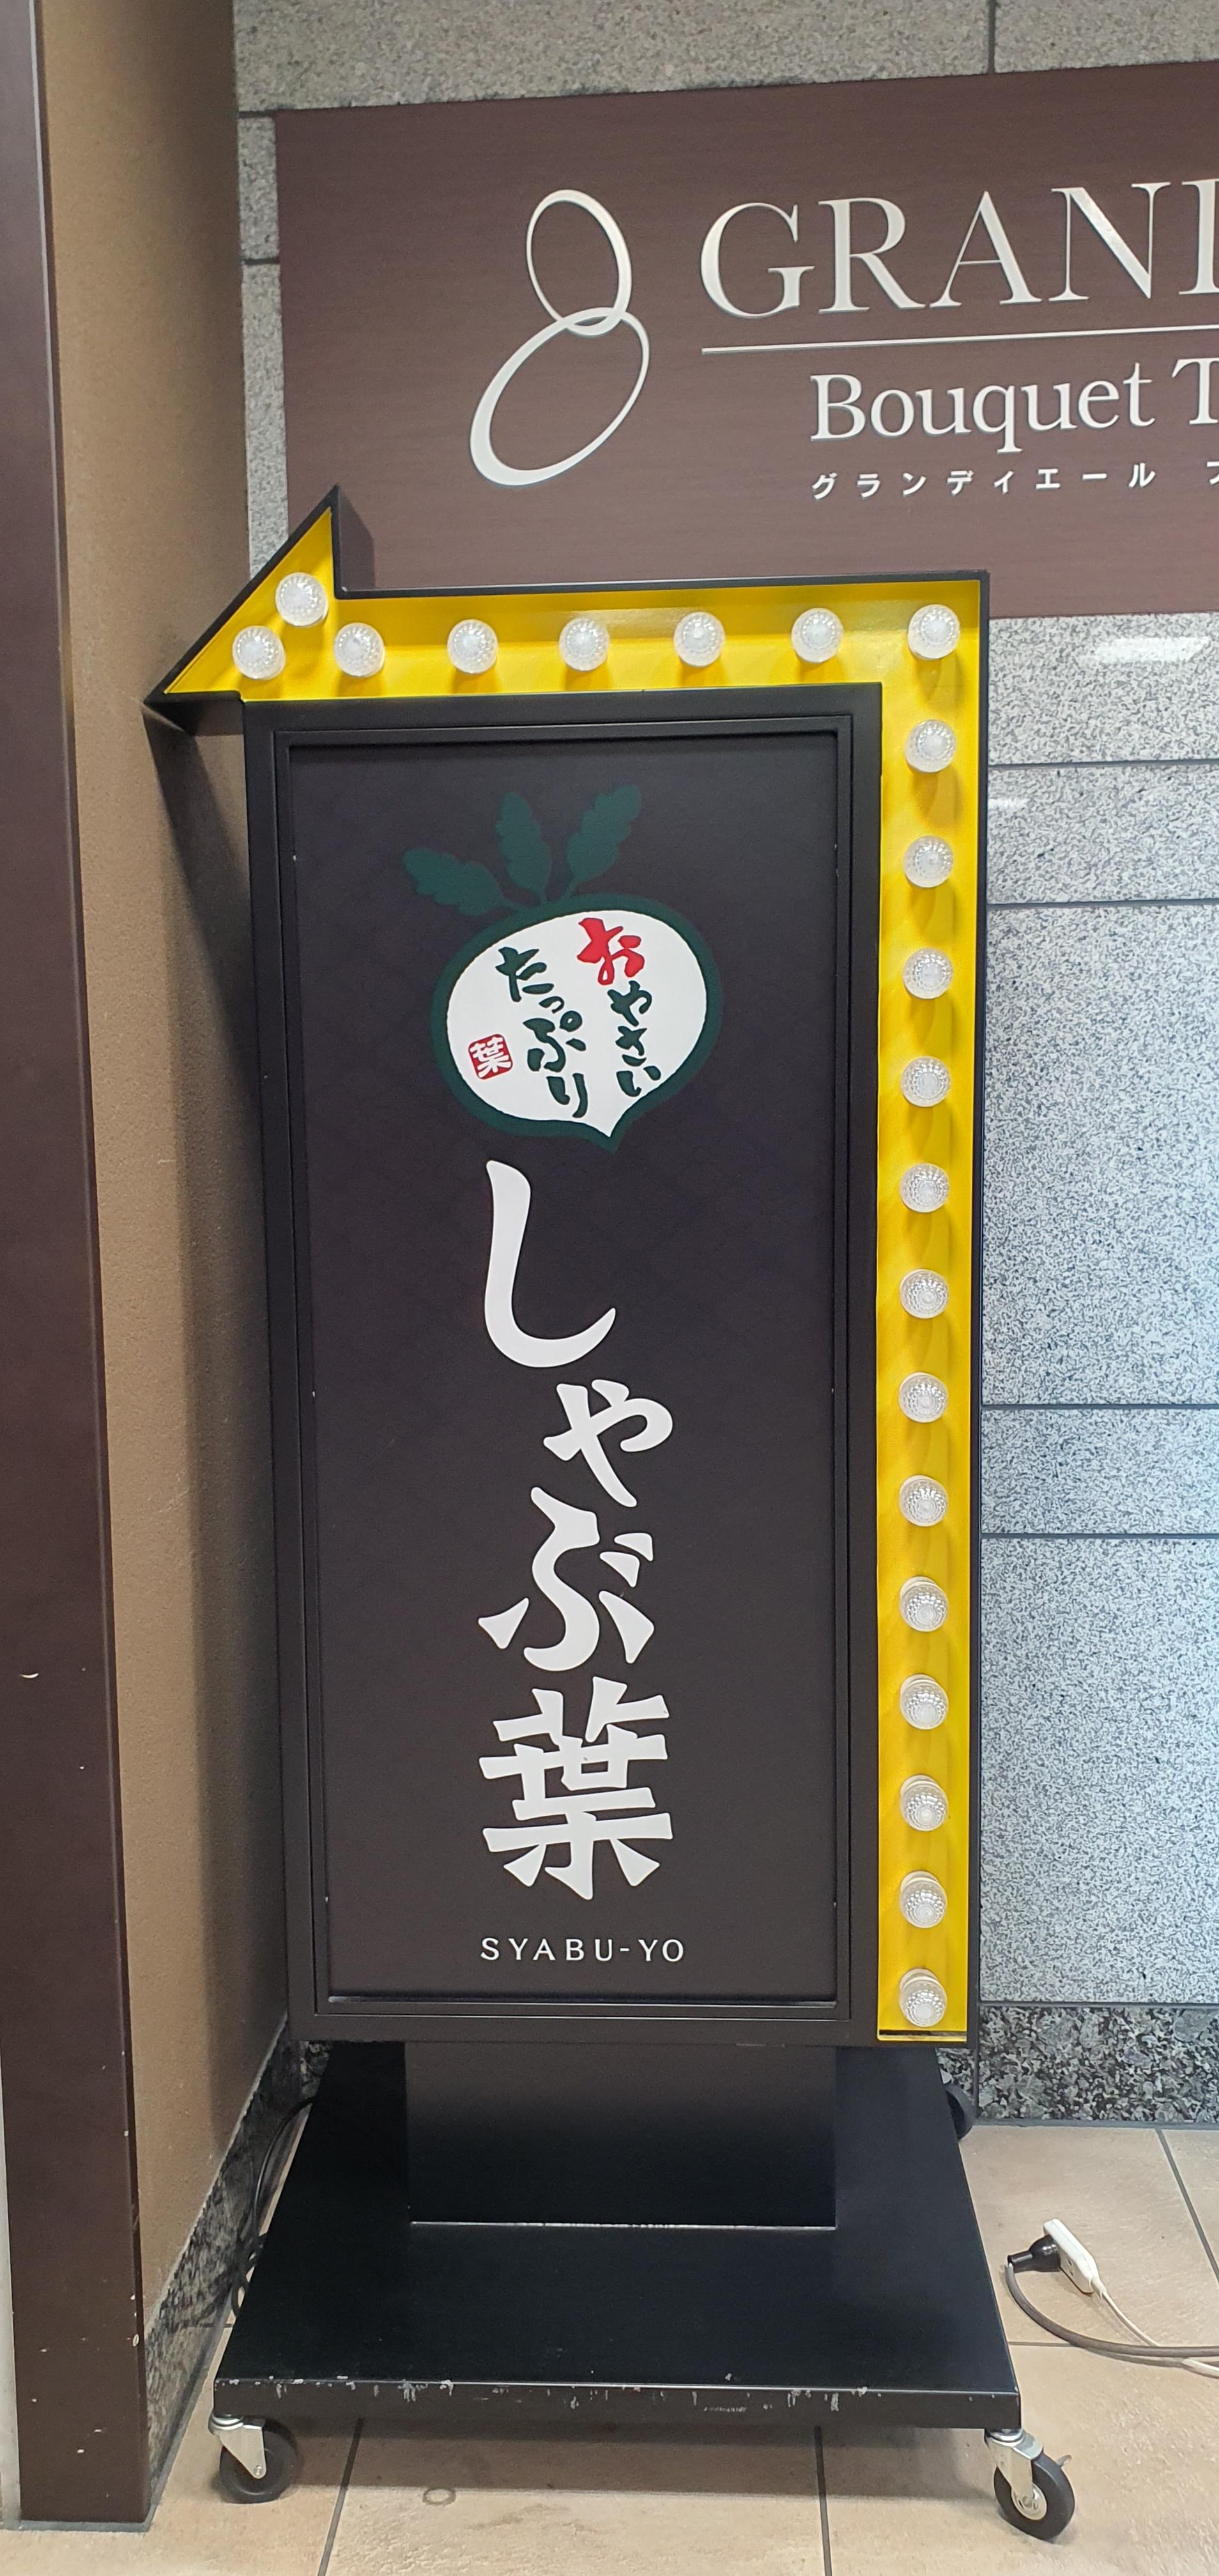 GRAND
Bouquet T
グランディエール
おやさい
たっぷり
葉
しゃぶ葉
SYABU-YO